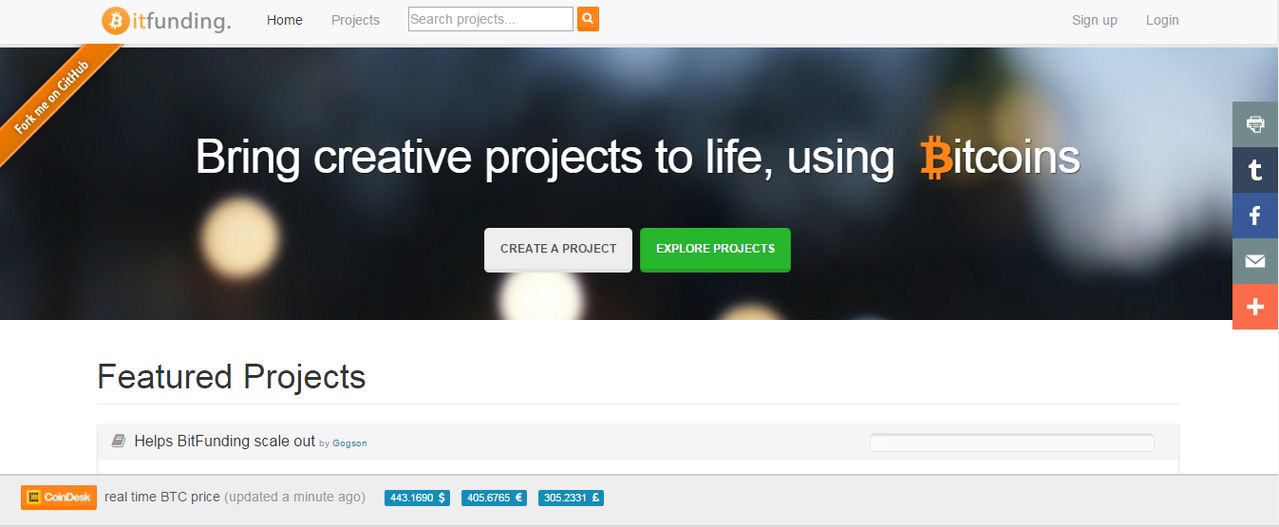 ₿itfunding.
Home
Projects
Search projects...
Sign up
Login
Fork me on GitHub
Bring creative projects to life, using ₿itcoins
CREATE A PROJECT
EXPLORE PROJECTS
Featured Projects
Helps BitFunding scale out by Gogson
CoinDesk real time BTC price (updated a minute ago) 443.1690 $ 405.6765 € 305.2331 £